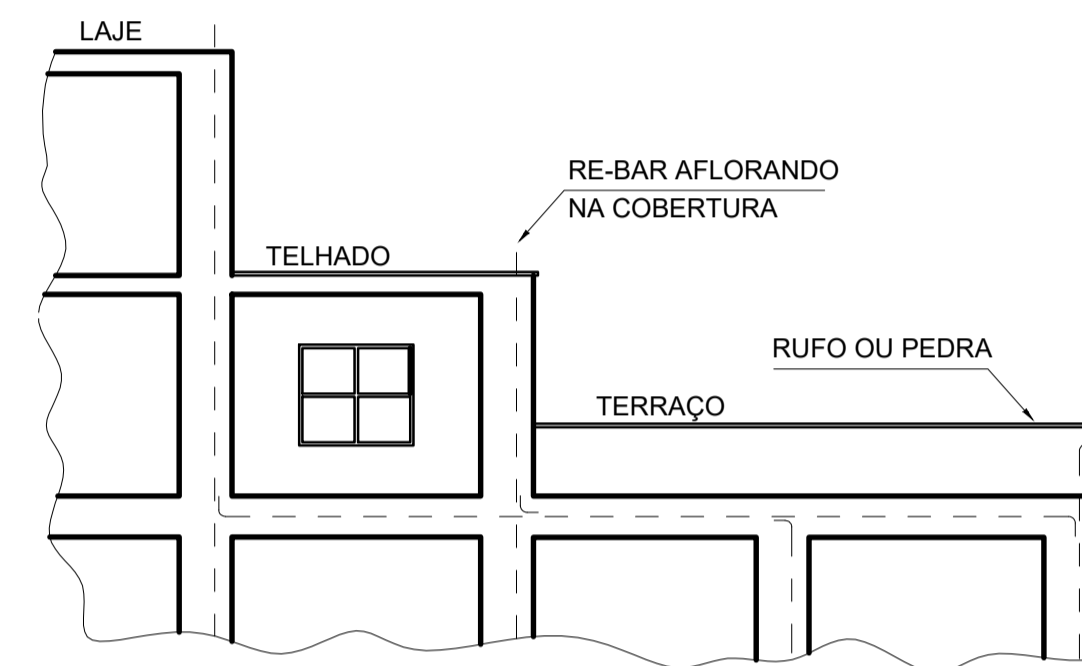 LAJE
RE-BAR AFLORANDO
NA COBERTURA
TELHADO
RUFO OU PEDRA
TERRAÇO